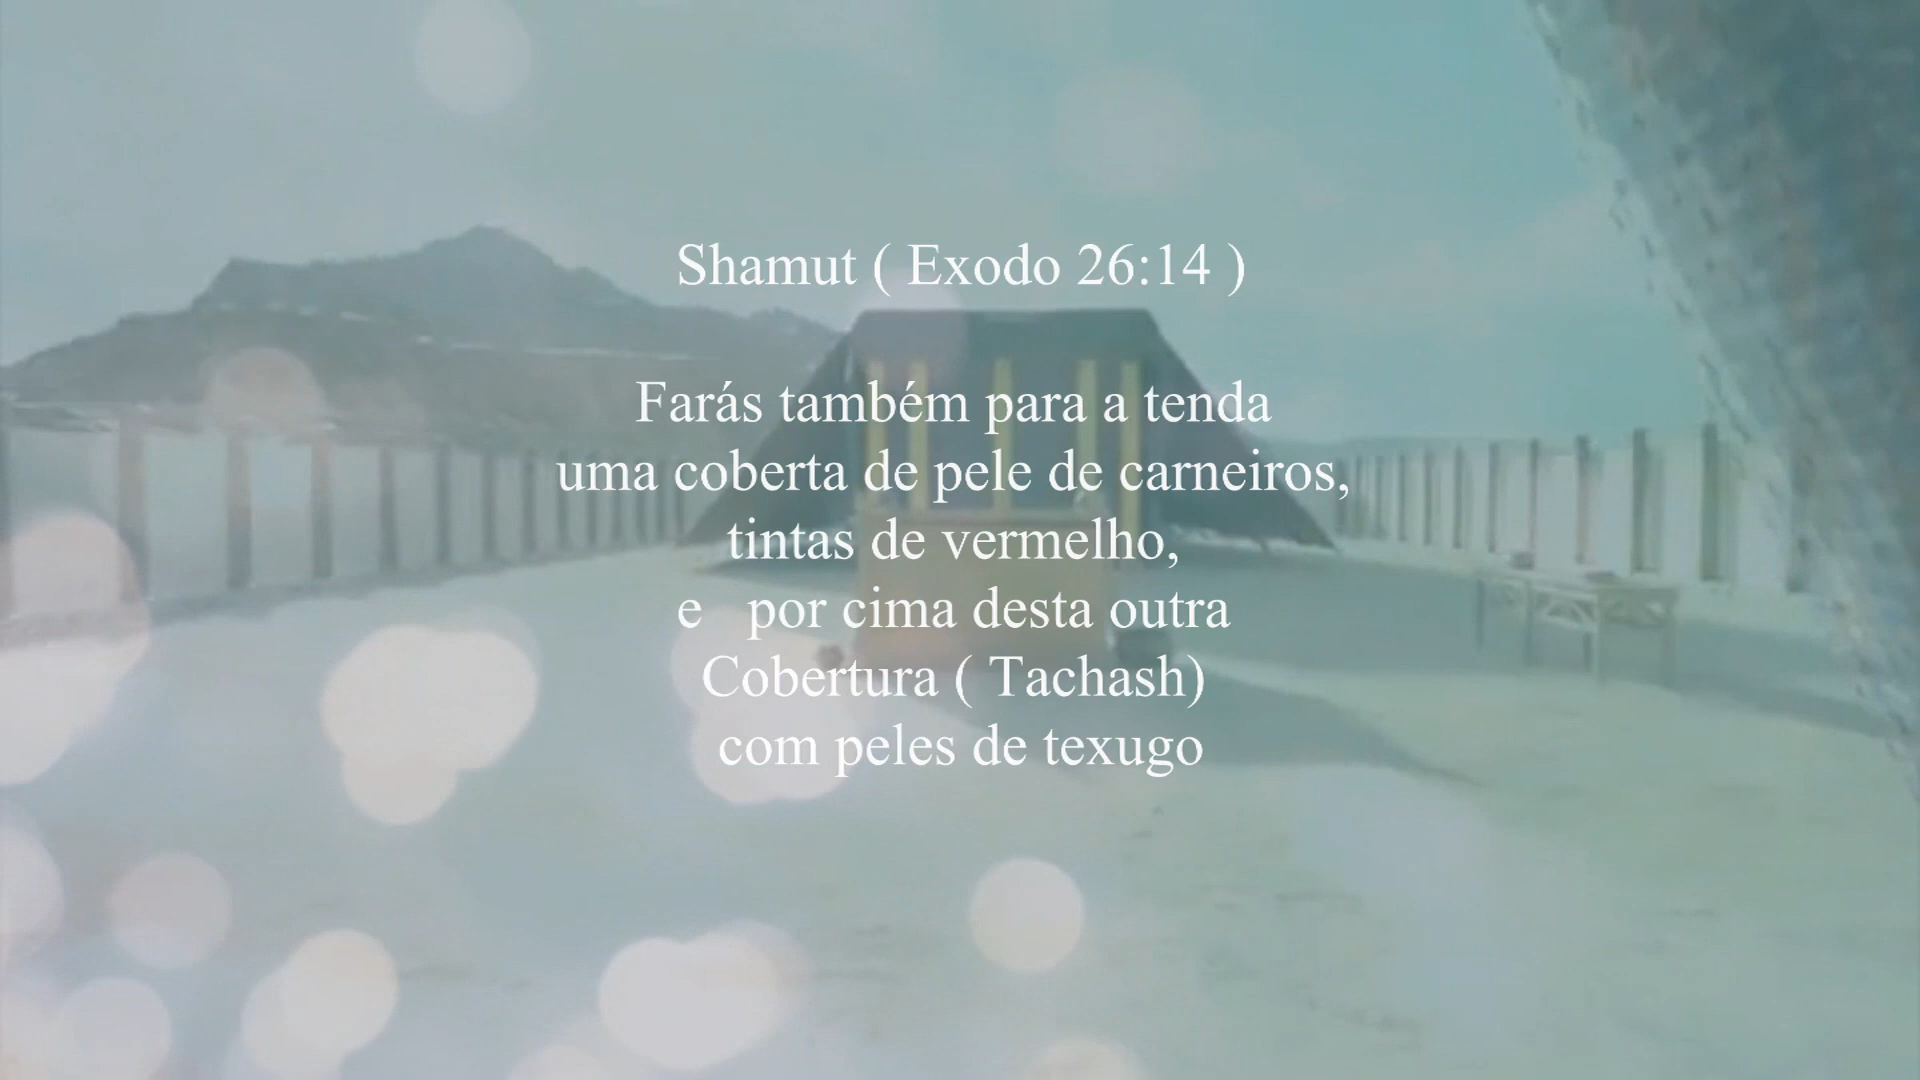 Shamut ( Exodo 26:14 )
Farás também para a tenda
uma coberta de pele de carneiros,
tintas de vermelho,
e por cima desta outra
Cobertura ( Tachash)
com peles de texugo